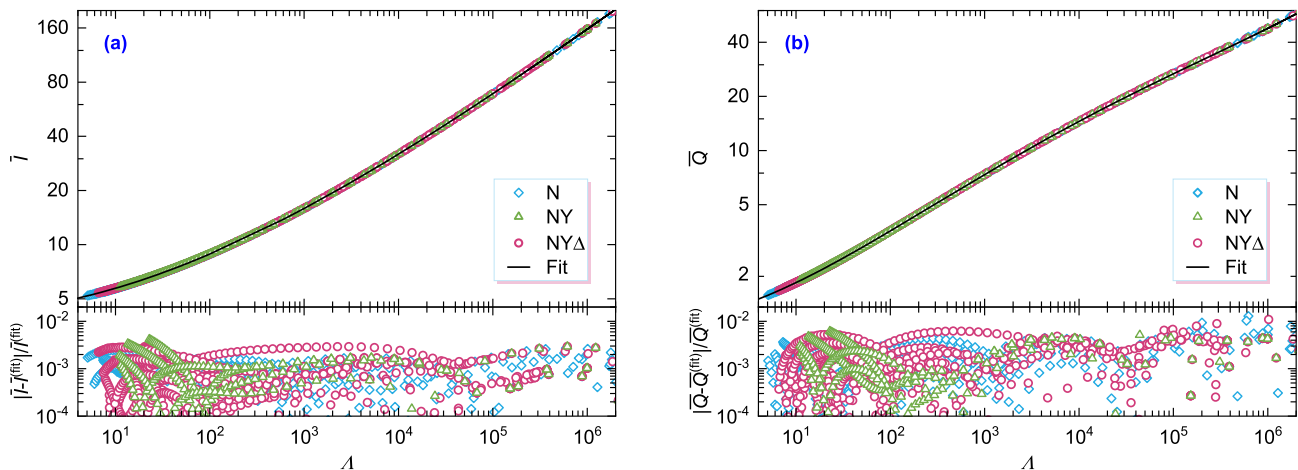 (a)
160
80
40
20
10
5
Ī
N
NY
NYΔ
Fit
10⁻²
10⁻³
10⁻⁴
|Ī-Ī⁽ᶠⁱᵗ⁾|/Ī⁽ᶠⁱᵗ⁾
10¹ 10² 10³ 10⁴ 10⁵ 10⁶
Λ
(b)
40
20
10
5
2
Q̅
N
NY
NYΔ
Fit
10⁻²
10⁻³
10⁻⁴
|Q̅-Q̅⁽ᶠⁱᵗ⁾|/Q̅⁽ᶠⁱᵗ⁾
10¹ 10² 10³ 10⁴ 10⁵ 10⁶
Λ